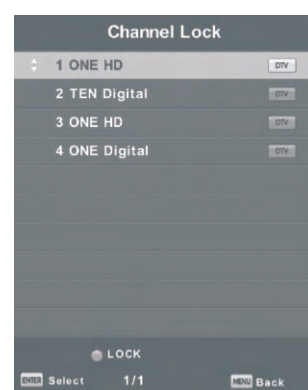 Channel Lock
1 ONE HD DTV
2 TEN Digital DTV
3 ONE HD DTV
4 ONE Digital DTV
LOCK
ENTER Select 1/1 MENU Back